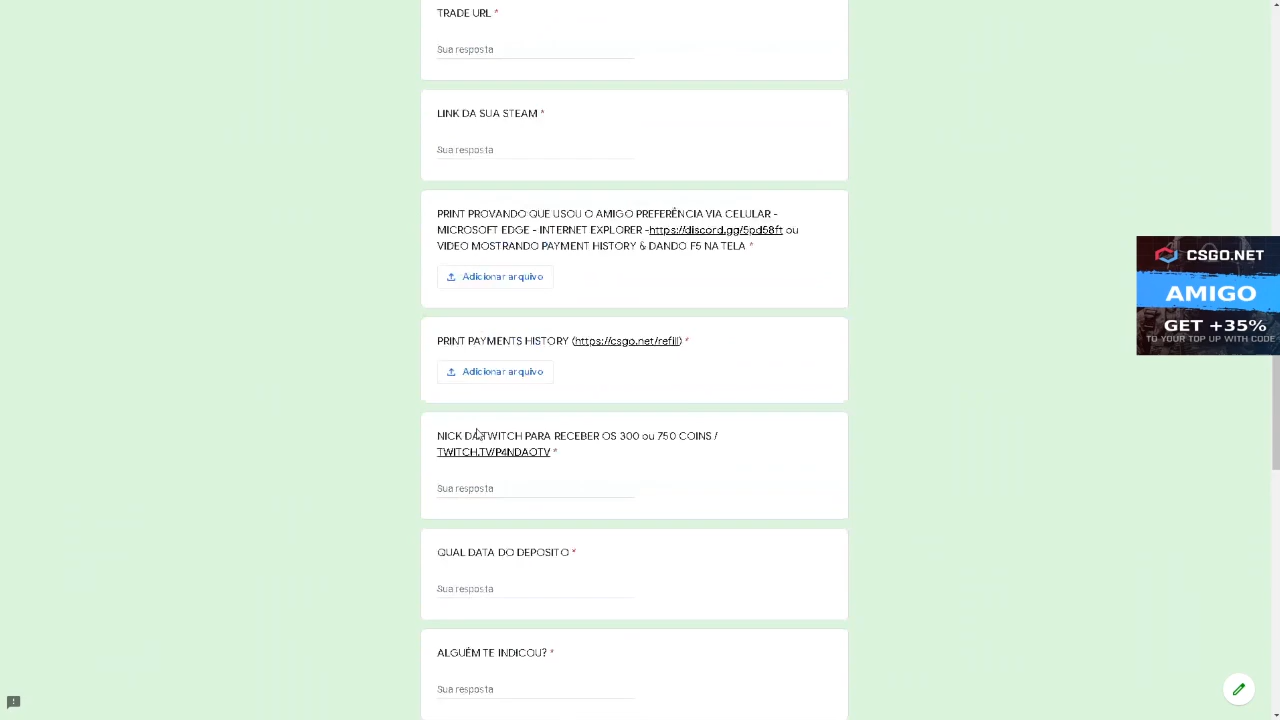 TRADE URL *
Sua resposta
LINK DA SUA STEAM *
Sua resposta
PRINT PROVANDO QUE USOU O AMIGO PREFERÊNCIA VIA CELULAR -
MICROSOFT EDGE - INTERNET EXPLORER -https://discord.gg/5pd58ft ou
VIDEO MOSTRANDO PAYMENT HISTORY & DANDO F5 NA TELA *
Adicionar arquivo
CSGO.NET
AMIGO
GET +35%
TO YOUR TOP UP WITH CODE
PRINT PAYMENTS HISTORY (https://csgo.net/refill) *
Adicionar arquivo
NICK DA TWITCH PARA RECEBER OS 300 ou 750 COINS /
TWITCH.TV/P4NDAOTV *
Sua resposta
QUAL DATA DO DEPOSITO *
Sua resposta
ALGUÉM TE INDICOU? *
Sua resposta